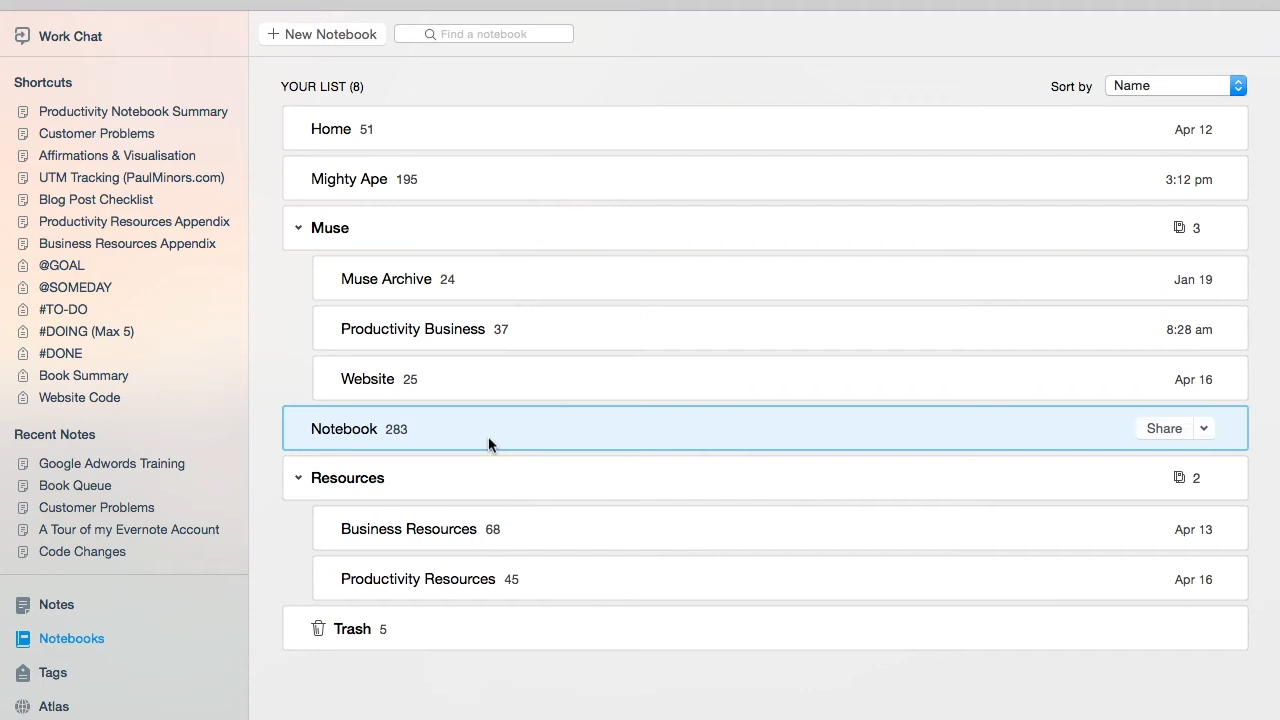 Work Chat
Shortcuts
Productivity Notebook Summary
Customer Problems
Affirmations & Visualisation
UTM Tracking (PaulMinors.com)
Blog Post Checklist
Productivity Resources Appendix
Business Resources Appendix
@GOAL
@SOMEDAY
#TO-DO
#DOING (Max 5)
#DONE
Book Summary
Website Code
Recent Notes
Google Adwords Training
Book Queue
Customer Problems
A Tour of my Evernote Account
Code Changes
Notes
Notebooks
Tags
Atlas
+ New Notebook
Find a notebook
YOUR LIST (8)
Sort by Name
Home 51 Apr 12
Mighty Ape 195 3:12 pm
Muse 3
Muse Archive 24 Jan 19
Productivity Business 37 8:28 am
Website 25 Apr 16
Notebook 283 Share
Resources 2
Business Resources 68 Apr 13
Productivity Resources 45 Apr 16
Trash 5